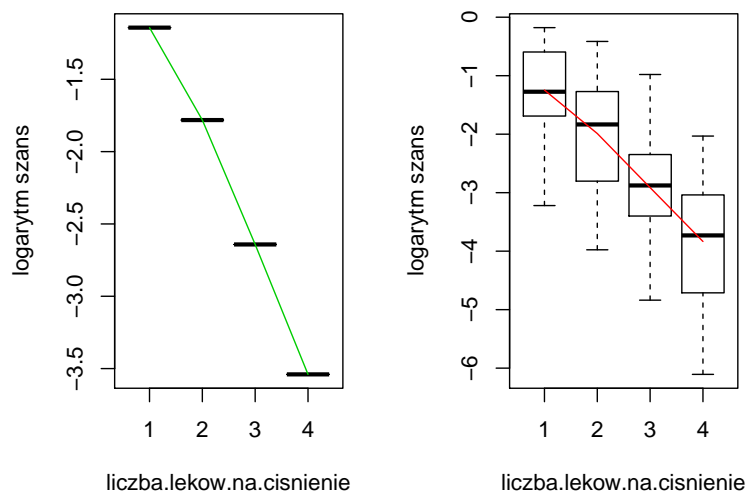 logarytm szans
−1.5
−2.0
−2.5
−3.0
−3.5
1 2 3 4
liczba.lekow.na.cisnienie
logarytm szans
0
−1
−2
−3
−4
−5
−6
1 2 3 4
liczba.lekow.na.cisnienie